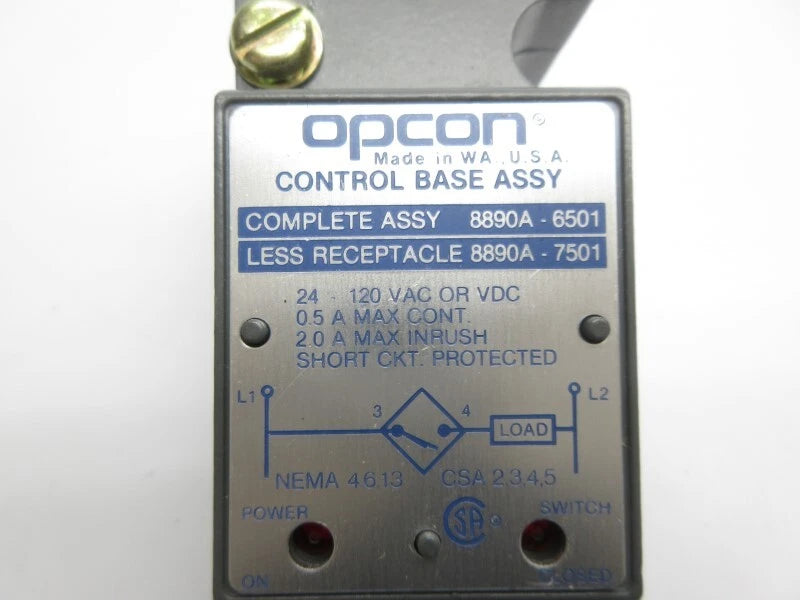 opcon®
Made in WA., U.S.A.
CONTROL BASE ASSY
COMPLETE ASSY 8890A - 6501
LESS RECEPTACLE 8890A - 7501
24 - 120 VAC OR VDC
0.5 A MAX CONT.
2.0 A MAX INRUSH
SHORT CKT. PROTECTED
L1 L2
3 4
LOAD
NEMA 4 6,13 CSA 2,3,4,5
POWER SA ® SWITCH
ON CLOSED